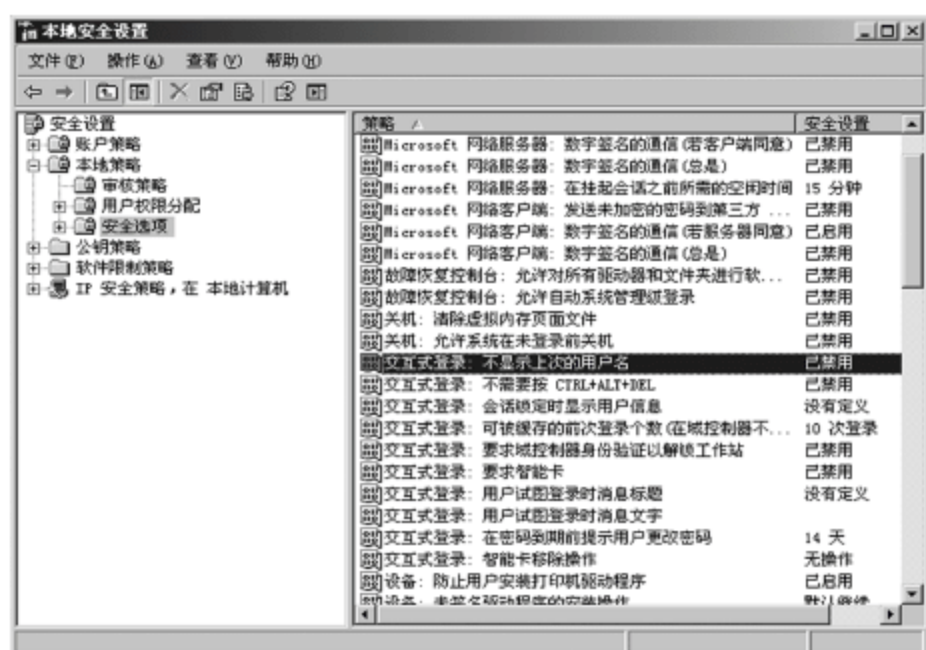 本地安全设置
文件(F) 操作(A) 查看(V) 帮助(H)
安全设置
账户策略
本地策略
审核策略
用户权限分配
安全选项
公钥策略
软件限制策略
IP 安全策略，在 本地计算机
策略 安全设置
Microsoft 网络服务器: 数字签名的通信(若客户端同意) 已禁用
Microsoft 网络服务器: 数字签名的通信(总是) 已禁用
Microsoft 网络服务器: 在挂起会话之前所需的空闲时间 15 分钟
Microsoft 网络客户端: 发送未加密的密码到第三方 ... 已禁用
Microsoft 网络客户端: 数字签名的通信(若服务器同意) 已启用
Microsoft 网络客户端: 数字签名的通信(总是) 已禁用
故障恢复控制台: 允许对所有驱动器和文件夹进行软... 已禁用
故障恢复控制台: 允许自动系统管理级登录 已禁用
关机: 清除虚拟内存页面文件 已禁用
关机: 允许系统在未登录前关机 已禁用
交互式登录: 不显示上次的用户名 已禁用
交互式登录: 不需要按 CTRL+ALT+DEL 已禁用
交互式登录: 会话锁定时显示用户信息 没有定义
交互式登录: 可被缓存的前次登录个数(在域控制器不... 10 次登录
交互式登录: 要求域控制器身份验证以解锁工作站 已禁用
交互式登录: 要求智能卡 已禁用
交互式登录: 用户试图登录时消息标题 没有定义
交互式登录: 用户试图登录时消息文字
交互式登录: 在密码到期前提示用户更改密码 14 天
交互式登录: 智能卡移除操作 无操作
设备: 防止用户安装打印机驱动程序 已启用
设备: 未签名驱动程序的安装操作 默认继续